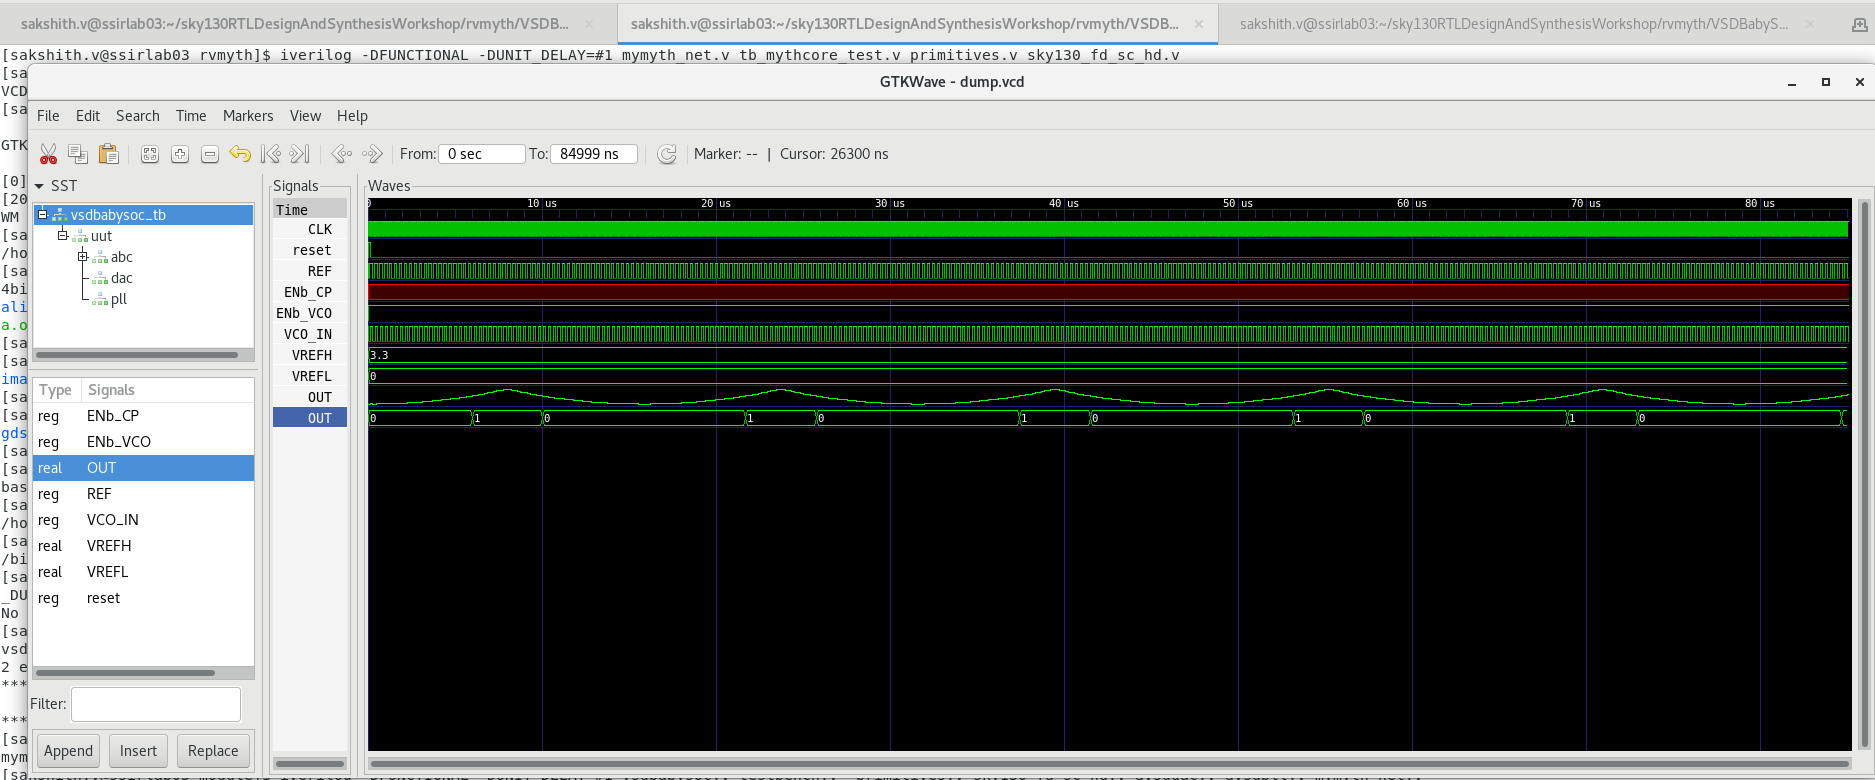 sakshith.v@ssirlab03:~/sky130RTLDesignAndSynthesisWorkshop/rvmyth/VSDB...
sakshith.v@ssirlab03:~/sky130RTLDesignAndSynthesisWorkshop/rvmyth/VSDB...
sakshith.v@ssirlab03:~/sky130RTLDesignAndSynthesisWorkshop/rvmyth/VSDBabyS...
[sakshith.v@ssirlab03 rvmyth]$ iverilog -DFUNCTIONAL -DUNIT_DELAY=#1 mymyth_net.v tb_mythcore_test.v primitives.v sky130_fd_sc_hd.v
GTKWave - dump.vcd
File Edit Search Time Markers View Help
From: 0 sec To: 84999 ns Marker: -- | Cursor: 26300 ns
SST
vsdbabysoc_tb
uut
abc
dac
pll
Type Signals
reg ENb_CP
reg ENb_VCO
real OUT
reg REF
reg VCO_IN
real VREFH
real VREFL
reg reset
Filter:
Append Insert Replace
Signals
Time
CLK
reset
REF
ENb_CP
ENb_VCO
VCO_IN
VREFH
VREFL
OUT
OUT
Waves
0 10 us 20 us 30 us 40 us 50 us 60 us 70 us 80 us
3.3
0
0 1 0 1 0 1 0 1 0 1 0
[sa
VCD
[sa
GTK
[0]
[20
WM
[sa
/ho
[sa
4bi
ali
a.o
[sa
[sa
ima
[sa
[sa
gds
[sa
[sa
bas
[sa
/ho
[sa
/bi
[sa
_DU
No
[sa
vsd
2 e
***
***
[sa
mym